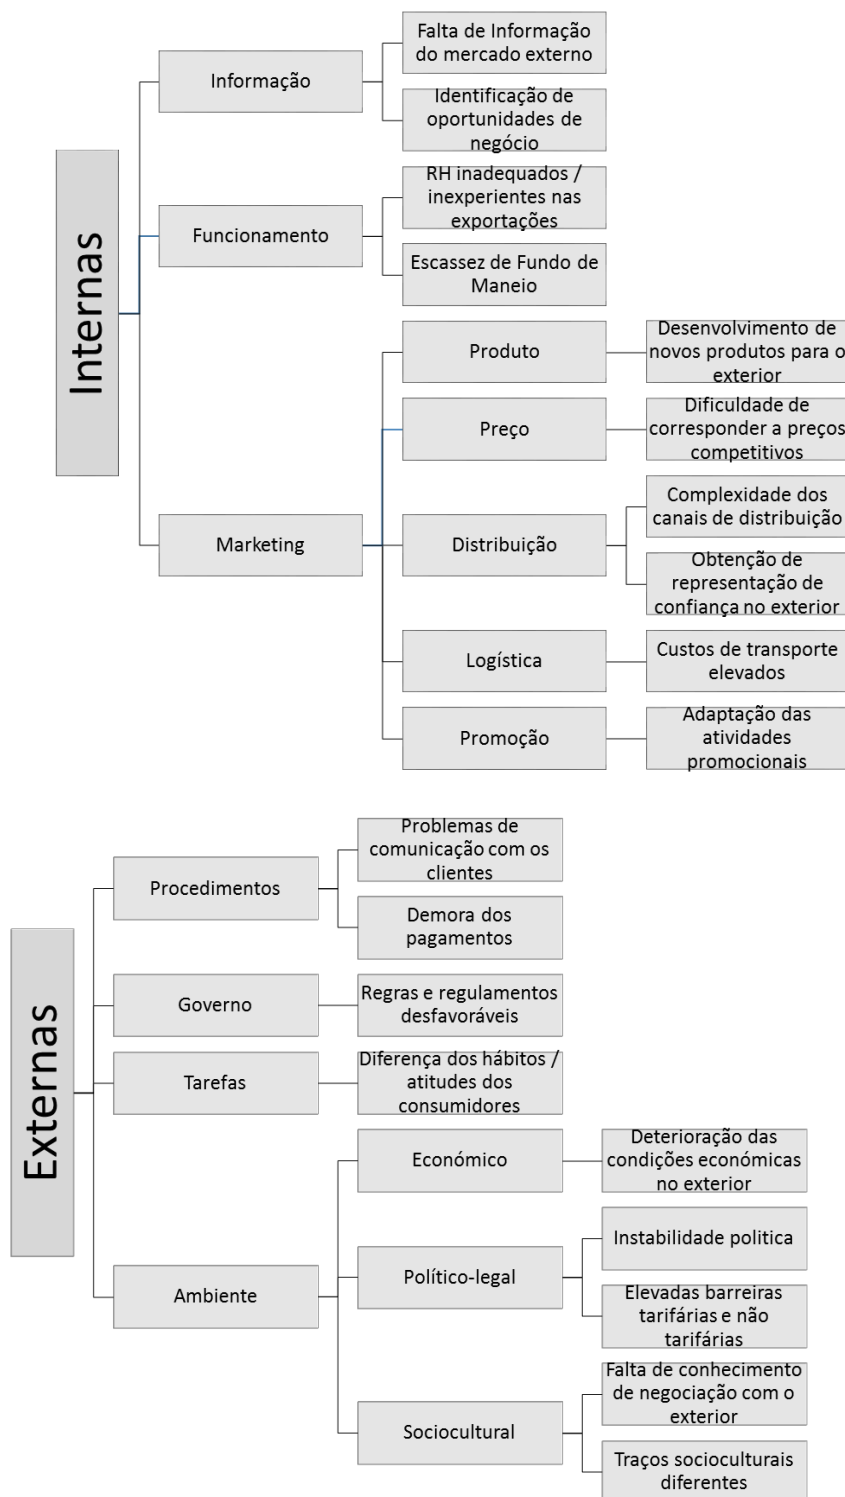 Internas
Informação
Falta de Informação
do mercado externo
Identificação de
oportunidades de
negócio
Funcionamento
RH inadequados /
inexperientes nas
exportações
Escassez de Fundo de
Maneio
Marketing
Produto
Desenvolvimento de
novos produtos para o
exterior
Preço
Dificuldade de
corresponder a preços
competitivos
Distribuição
Complexidade dos
canais de distribuição
Obtenção de
representação de
confiança no exterior
Logística
Custos de transporte
elevados
Promoção
Adaptação das
atividades
promocionais
Externas
Procedimentos
Problemas de
comunicação com os
clientes
Demora dos
pagamentos
Governo
Regras e regulamentos
desfavoráveis
Tarefas
Diferença dos hábitos /
atitudes dos
consumidores
Ambiente
Económico
Deterioração das
condições económicas
no exterior
Político-legal
Instabilidade politica
Elevadas barreiras
tarifárias e não
tarifárias
Sociocultural
Falta de conhecimento
de negociação com o
exterior
Traços socioculturais
diferentes